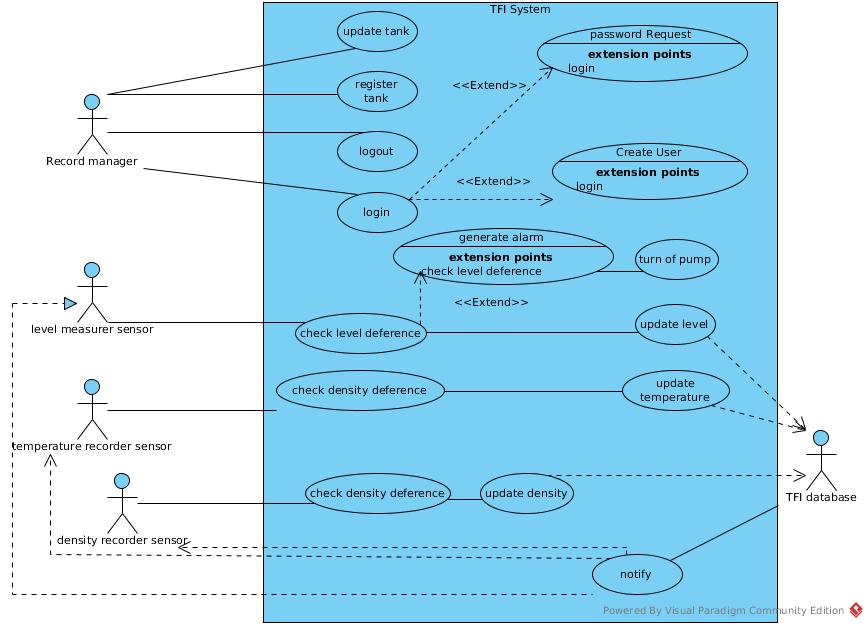 TFI System
update tank
password Request
extension points
login
<<Extend>>
register
tank
Record manager
logout
Create User
extension points
login
<<Extend>>
login
generate alarm
extension points
check level deference
turn of pump
<<Extend>>
level measurer sensor
check level deference
update level
check density deference
update
temperature
temperature recorder sensor
check density deference
update density
TFI database
density recorder sensor
notify
Powered By Visual Paradigm Community Edition